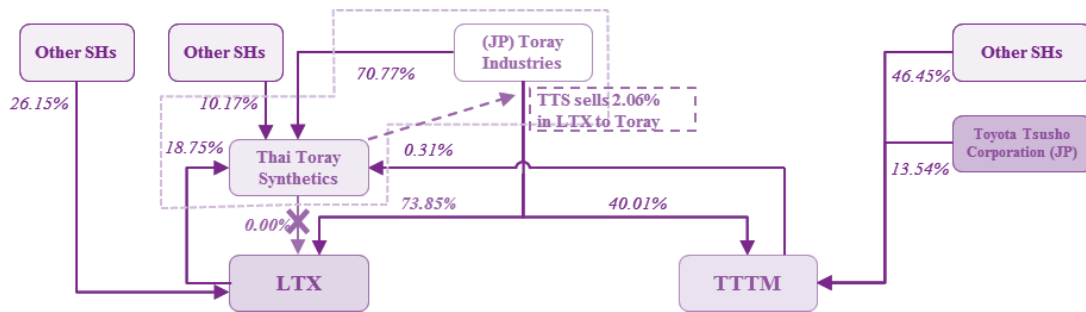 Other SHs
Other SHs
(JP) Toray
Industries
Other SHs
70.77%
46.45%
26.15%
10.17%
TTS sells 2.06%
in LTX to Toray
Toyota Tsusho
Corporation (JP)
18.75%
Thai Toray
Synthetics
0.31%
13.54%
73.85%
40.01%
0.00%
LTX
TTTM